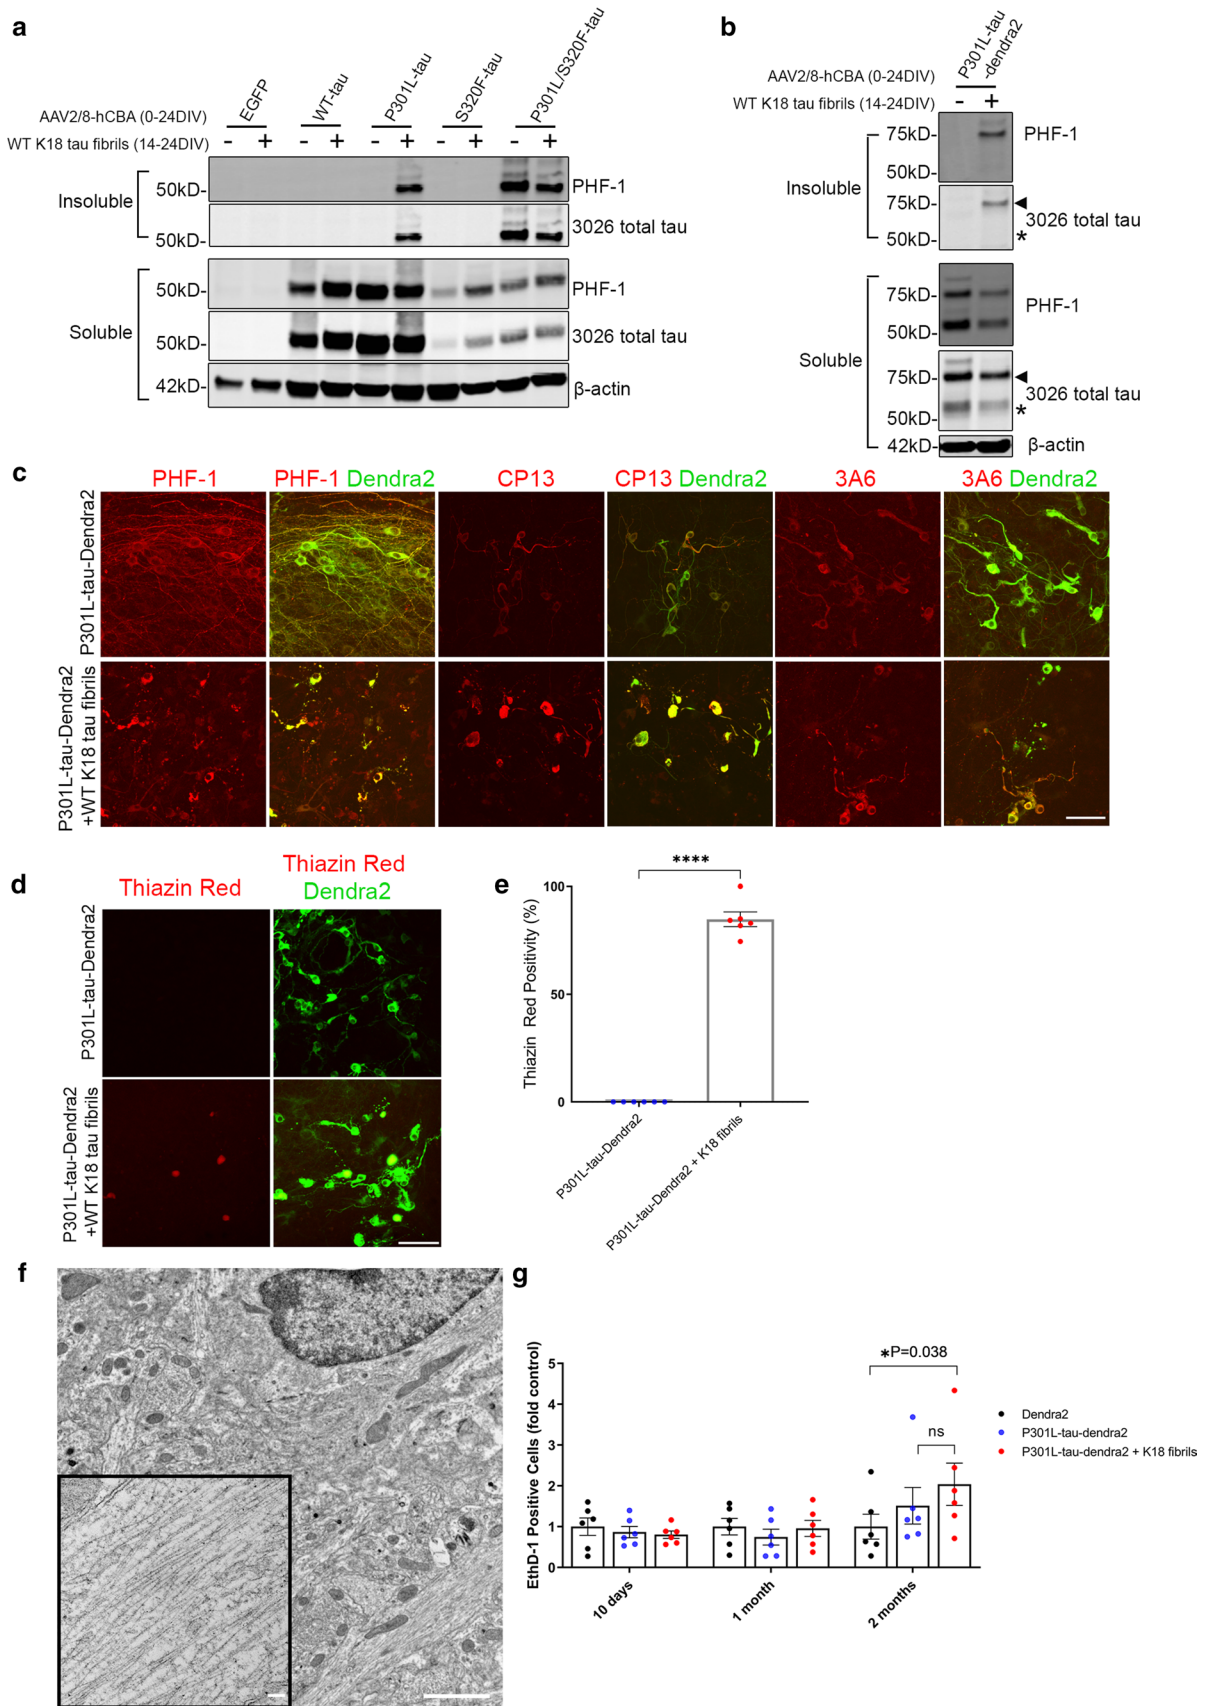 a
EGFP
WT-tau
P301L-tau
S320F-tau
P301L/S320F-tau
AAV2/8-hCBA (0-24DIV)
WT K18 tau fibrils (14-24DIV)
- + - + - + - + - +
Insoluble
50kD-
PHF-1
50kD-
3026 total tau
Soluble
50kD-
PHF-1
50kD-
3026 total tau
42kD-
β-actin
b
P301L-tau
-dendra2
AAV2/8-hCBA (0-24DIV)
WT K18 tau fibrils (14-24DIV)
- +
Insoluble
75kD-
PHF-1
50kD-
75kD-
3026 total tau
50kD-
*
Soluble
75kD-
PHF-1
50kD-
75kD-
3026 total tau
*
50kD-
42kD-
β-actin
c
PHF-1
PHF-1 Dendra2
CP13
CP13 Dendra2
3A6
3A6 Dendra2
P301L-tau-Dendra2
P301L-tau-Dendra2
+WT K18 tau fibrils
d
Thiazin Red
Thiazin Red
Dendra2
P301L-tau-Dendra2
P301L-tau-Dendra2
+WT K18 tau fibrils
e
****
Thiazin Red Positivity (%)
100
50
0
P301L-tau-Dendra2
P301L-tau-Dendra2 + K18 fibrils
f
g
EthD-1 Positive Cells (fold control)
5
4
3
2
1
0
*P=0.038
ns
10 days
1 month
2 months
Dendra2
P301L-tau-dendra2
P301L-tau-dendra2 + K18 fibrils